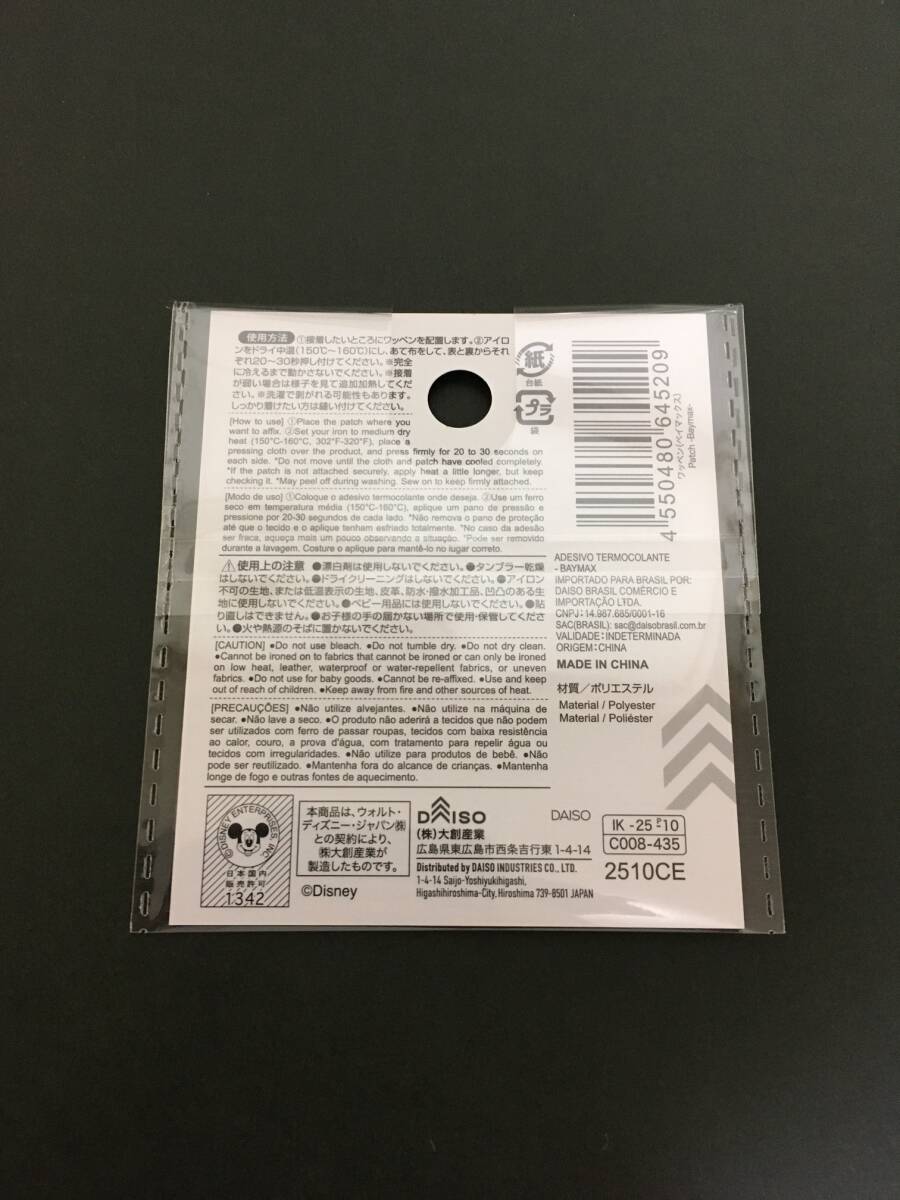 使用方法 ①接着したいところにワッペンを配置します。②アイロ
ンをドライ中温(150℃～160℃)にし、あて布をして、表と裏からそれ
ぞれ20～30秒押し付けてください。※完全
に冷えるまで動かさないでください。※接着
が弱い場合は様子を見て追加加熱してくだ
さい。※洗濯で剥がれる可能性もあります。
しっかり着けたい方は縫い付けてください。
[How to use] ①Place the patch where you
want to affix. ②Set your iron to medium dry
heat (150°C-160°C, 302°F-320°F), place a
pressing cloth over the product, and press firmly for 20 to 30 seconds on
each side. *Do not move until the cloth and patch have cooled completely.
*If the patch is not attached securely, apply heat a little longer, keep
checking it. *May peel off during washing. Sew on to keep firmly attached.
[Modo de uso] ①Coloque o adesivo termocolante onde deseja. ②Use um ferro
seco em temperatura média (150°C-160°C), aplique um pano de pressão e
pressione por 20-30 segundos de cada lado. *Não remova o pano de proteção
até que o tecido e o aplique tenham esfriado totalmente. *No caso da adesão
ser fraca, aqueça mais um pouco observando a situação. *Pode ser removido
durante a lavagem. Costure o aplique para mantê-lo no lugar correto.
⚠使用上の注意 ●漂白剤は使用しないでください。●タンブラー乾燥
はしないでください。●ドライクリーニングはしないでください。●アイロン
不可の生地、または低温表示の生地、皮革、防水・撥水加工品、凹凸のある生
地に使用しないでください。●ベビー用品には使用しないでください。●貼
り直しはできません。●お子様の手の届かない場所で使用・保管してくださ
い。●火や熱源のそばに置かないでください。
[CAUTION] ●Do not use bleach. ●Do not tumble dry. ●Do not dry clean.
●Cannot be ironed on to fabrics that cannot be ironed or can only be ironed
on low heat, leather, waterproof or water-repellent fabrics, or uneven
fabrics. ●Do not use for baby goods. ●Cannot be re-affixed. ●Use and keep
out of reach of children. ●Keep away from fire and other sources of heat.
[PRECAUÇÕES] ●Não utilize alvejantes. ●Não utilize na máquina de
secar. ●Não lave a seco. ●O produto não aderirá a tecidos que não podem
ser utilizados com ferro de passar roupas, tecidos com baixa resistência
ao calor, couro, a prova d'água, com tratamento para repelir água ou
tecidos com irregularidades. ●Não utilize para produtos de bebê. ●Não
pode ser reutilizado. ●Mantenha fora do alcance de crianças. ●Mantenha
longe de fogo e outras fontes de aquecimento.
紙
台紙
プラ
袋
4 550480 645209
ワッペン(ベイマックス)
Patch -Baymax-
ADESIVO TERMOCOLANTE
- BAYMAX
IMPORTADO PARA BRASIL POR:
DAISO BRASIL COMÉRCIO E
IMPORTAÇÃO LTDA.
CNPJ:14.987.685/0001-16
SAC(BRASIL): sac@daisobrasil.com.br
VALIDADE:INDETERMINADA
ORIGEM:CHINA
MADE IN CHINA
材質／ポリエステル
Material / Polyester
Material / Poliéster
©DISNEY ENTERPRISES INC.
日本国内
販売許可
1342
本商品は、ウォルト・
ディズニー・ジャパン㈱
との契約により、
㈱大創産業が
製造したものです。
©Disney
DAISO
(株)大創産業
広島県東広島市西条吉行東1-4-14
Distributed by DAISO INDUSTRIES CO., LTD.
1-4-14 Saijo-Yoshiyukihigashi,
Higashihiroshima-City, Hiroshima 739-8501 JAPAN
DAISO
IK-25 P10
C008-435
2510CE